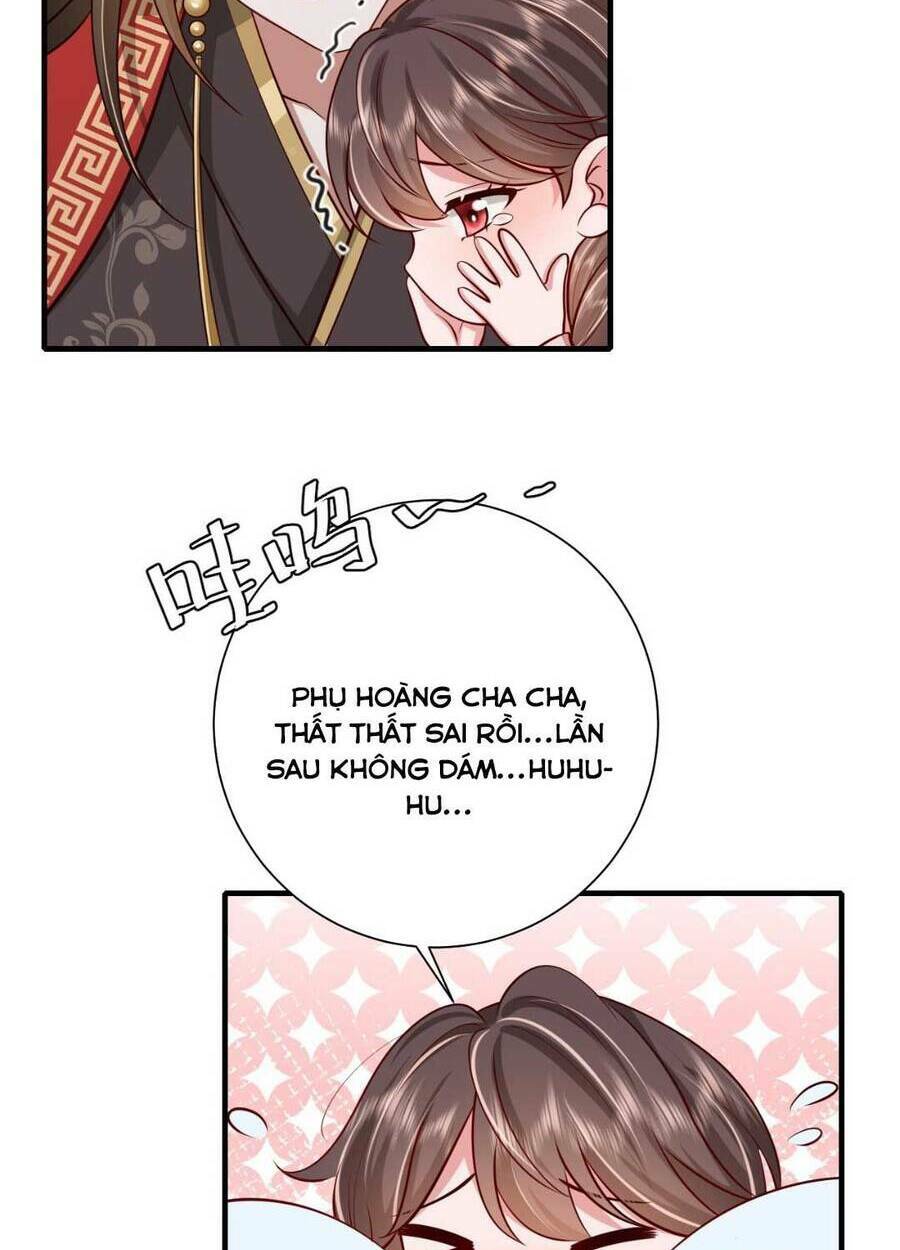 哇呜~
PHỤ HOÀNG CHA CHA,
THẤT THẤT SAI RỒI...LẦN
SAU KHÔNG DÁM...HUHU-
HU...